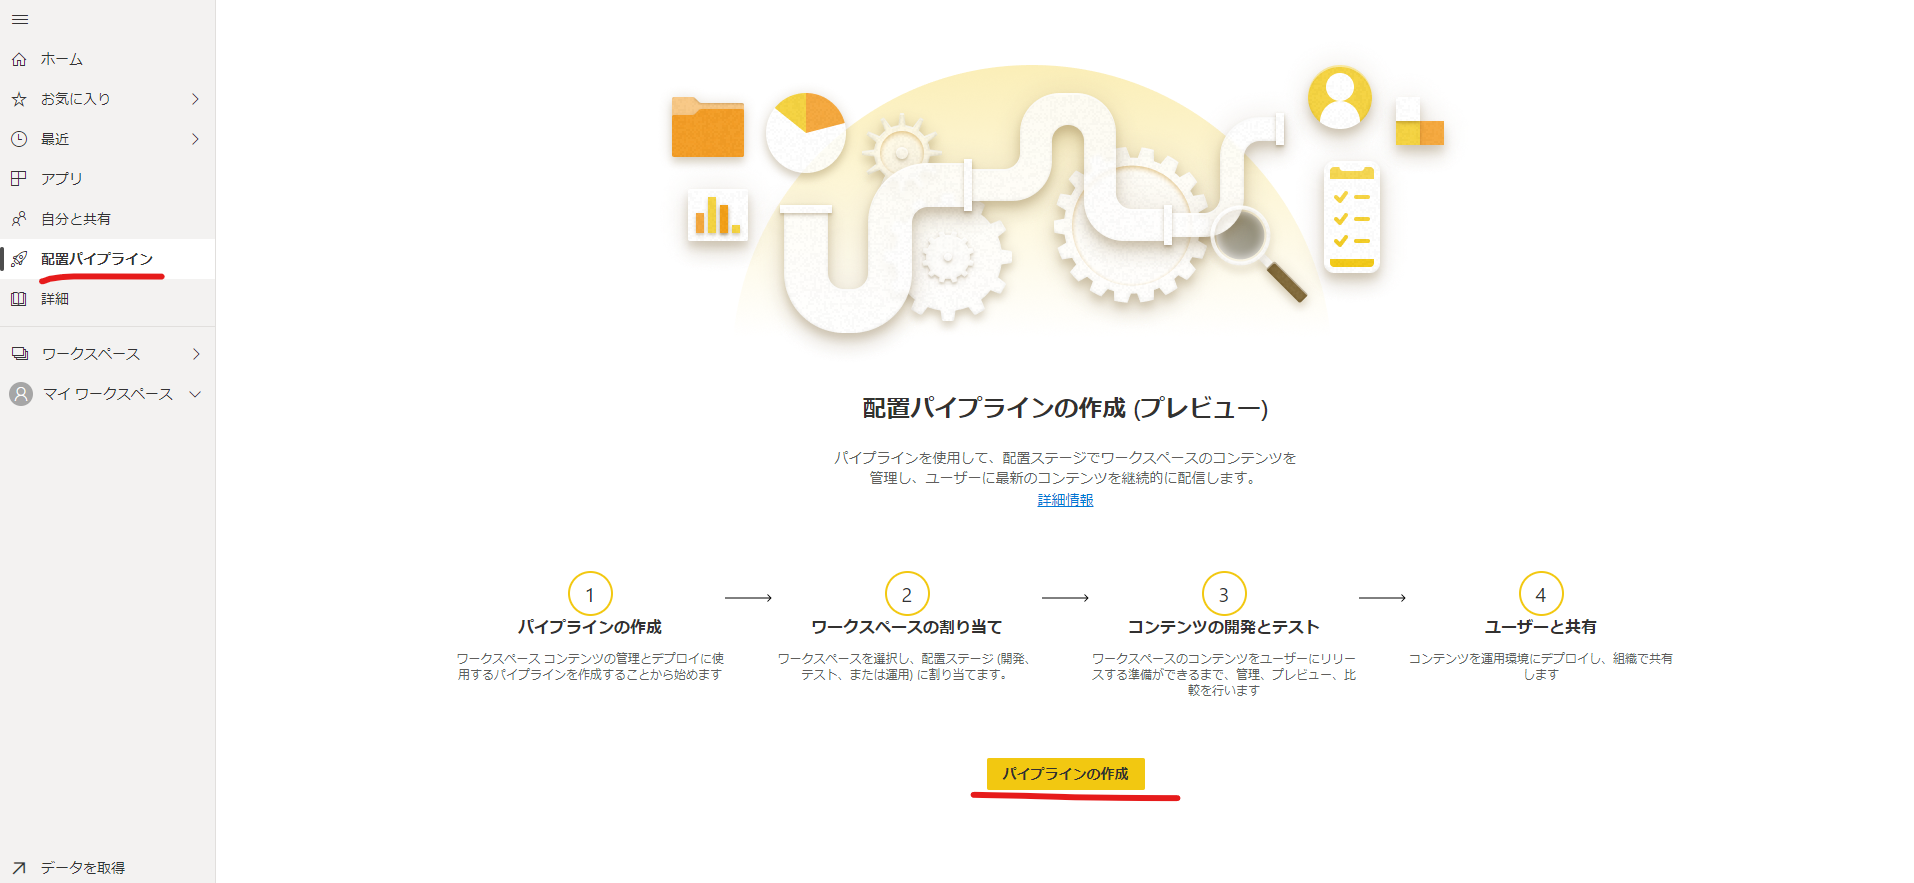 ホーム
お気に入り
最近
アプリ
自分と共有
配置パイプライン
詳細
ワークスペース
マイ ワークスペース
データを取得
配置パイプラインの作成 (プレビュー)
パイプラインを使用して、配置ステージでワークスペースのコンテンツを
管理し、ユーザーに最新のコンテンツを継続的に配信します。
詳細情報
1
パイプラインの作成
ワークスペース コンテンツの管理とデプロイに使
用するパイプラインを作成することから始めます
2
ワークスペースの割り当て
ワークスペースを選択し、配置ステージ (開発、
テスト、または運用) に割り当てます。
3
コンテンツの開発とテスト
ワークスペースのコンテンツをユーザーにリリー
スする準備ができるまで、管理、プレビュー、比
較を行います
4
ユーザーと共有
コンテンツを運用環境にデプロイし、組織で共有
します
パイプラインの作成